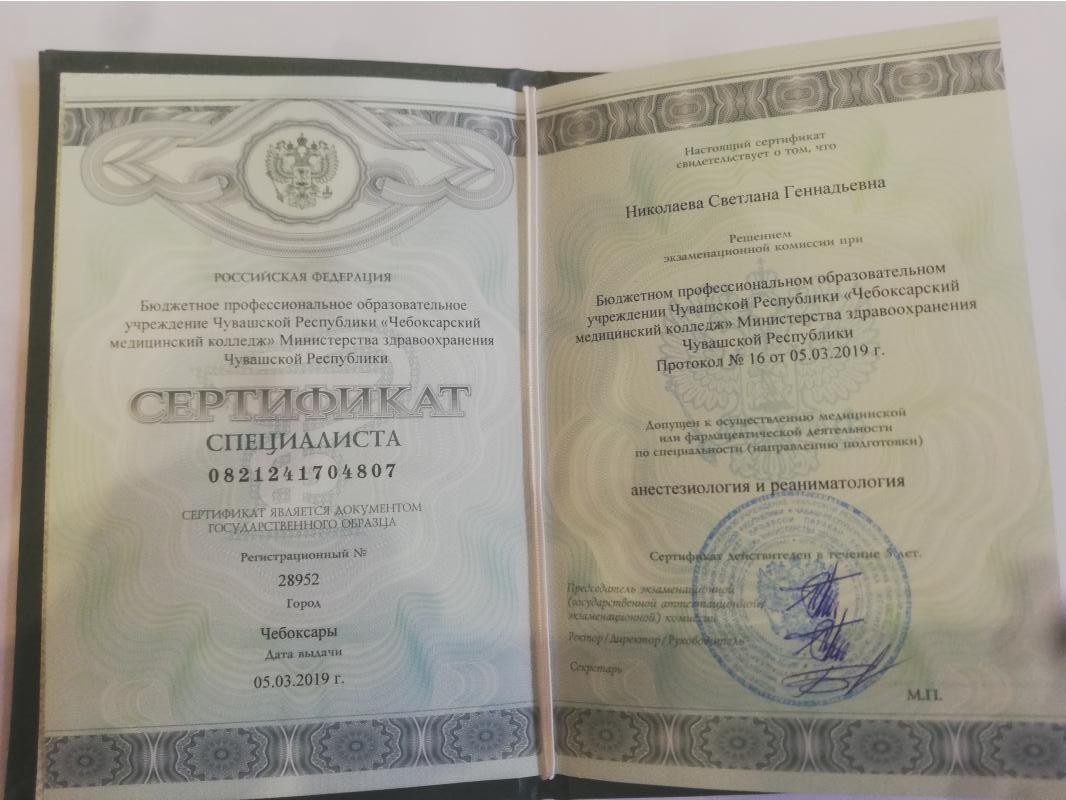 РОССИЙСКАЯ ФЕДЕРАЦИЯ
Бюджетное профессиональное образовательное
учреждение Чувашской Республики «Чебоксарский
медицинский колледж» Министерства здравоохранения
Чувашской Республики
СЕРТИФИКАТ
СПЕЦИАЛИСТА
0821241704807
СЕРТИФИКАТ ЯВЛЯЕТСЯ ДОКУМЕНТОМ
ГОСУДАРСТВЕННОГО ОБРАЗЦА
Регистрационный №
28952
Город
Чебоксары
Дата выдачи
05.03.2019 г.
Настоящий сертификат
свидетельствует о том, что
Николаева Светлана Геннадьевна
Решением
экзаменационной комиссии при
Бюджетном профессиональном образовательном
учреждении Чувашской Республики «Чебоксарский
медицинский колледж» Министерства здравоохранения
Чувашской Республики
Протокол № 16 от 05.03.2019 г.
Допущен к осуществлению медицинской
или фармацевтической деятельности
по специальности (направлению подготовки)
анестезиология и реаниматология
Сертификат действителен в течение 5 лет.
Председатель экзаменационной
(государственной аттестационной,
экзаменационной) комиссии
Ректор/Директор/Руководитель
Секретарь
М.П.